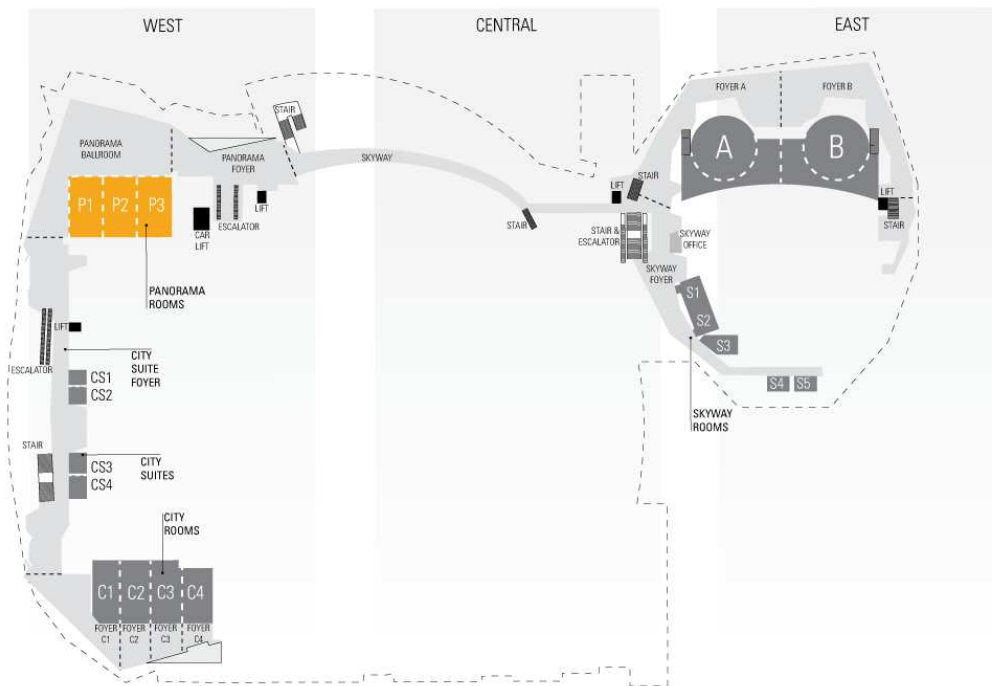 WEST
CENTRAL
EAST
STAIR
FOYER A
FOYER B
PANORAMA
BALLROOM
PANORAMA
FOYER
SKYWAY
A
B
P1
P2
P3
LIFT
CAR
LIFT
ESCALATOR
LIFT
STAIR
STAIR
STAIR &
ESCALATOR
SKYWAY
OFFICE
LIFT
STAIR
SKYWAY
FOYER
PANORAMA
ROOMS
S1
S2
S3
LIFT
ESCALATOR
CITY
SUITE
FOYER
CS1
CS2
S4
S5
SKYWAY
ROOMS
STAIR
CS3
CS4
CITY
SUITES
CITY
ROOMS
C1
C2
C3
C4
FOYER
C1
FOYER
C2
FOYER
C3
FOYER
C4